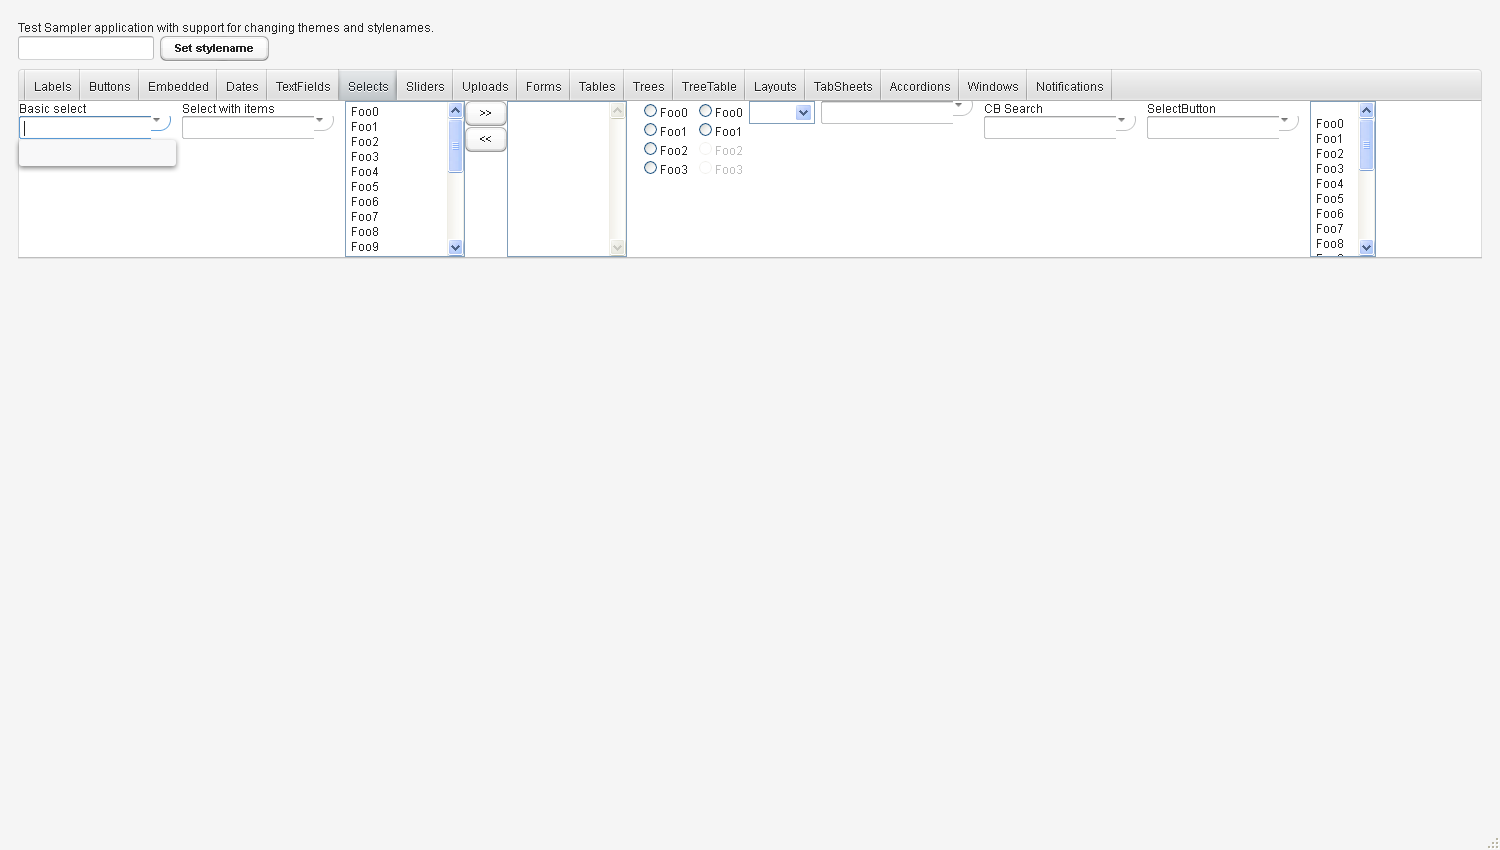 Test Sampler application with support for changing themes and stylenames.
Set stylename
Labels Buttons Embedded Dates TextFields Selects Sliders Uploads Forms Tables Trees TreeTable Layouts TabSheets Accordions Windows Notifications
Basic select
Select with items
Foo0
Foo1
Foo2
Foo3
Foo4
Foo5
Foo6
Foo7
Foo8
Foo9
>>
<<
Foo0
Foo1
Foo2
Foo3
Foo0
Foo1
Foo2
Foo3
CB Search
SelectButton
Foo0
Foo1
Foo2
Foo3
Foo4
Foo5
Foo6
Foo7
Foo8